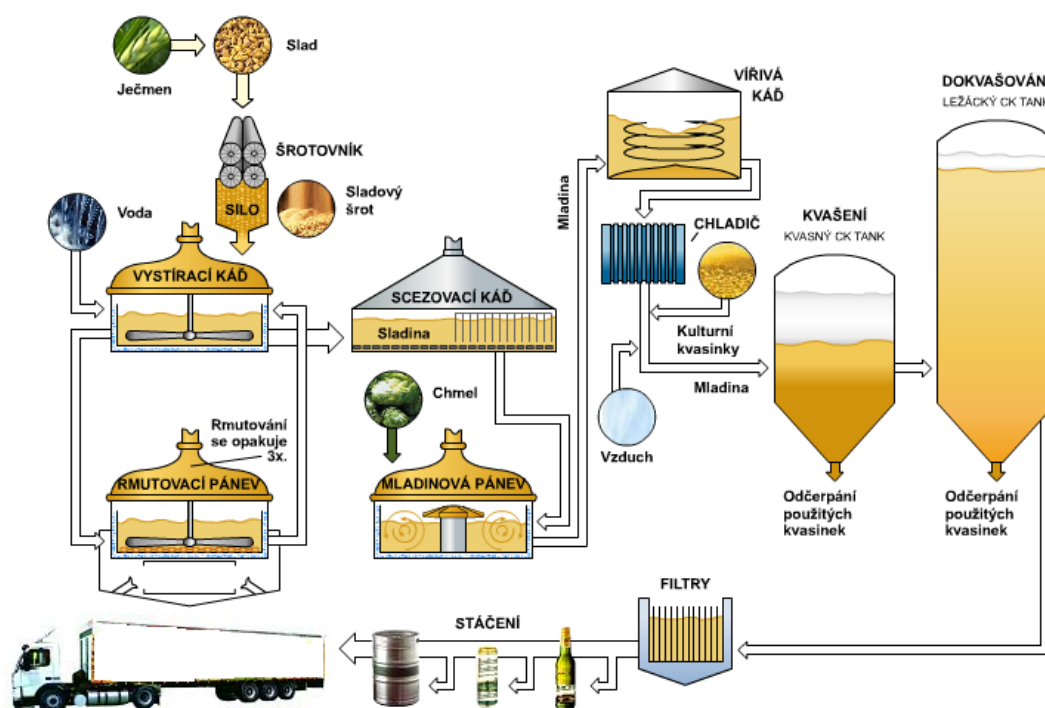 Ječmen
Slad
ŠROTOVNÍK
SILO
Sladový
šrot
Voda
VYSTÍRACÍ KÁĎ
Rmutování
se opakuje
3x.
RMUTOVACÍ PÁNEV
SCEZOVACÍ KÁĎ
Sladina
Chmel
MLADINOVÁ PÁNEV
Mladina
VÍŘIVÁ
KÁĎ
CHLADIČ
Kulturní
kvasinky
Mladina
Vzduch
KVAŠENÍ
KVASNÝ CK TANK
Odčerpání
použitých
kvasinek
DOKVAŠOVÁN
LEŽÁCKÝ CK TANK
Odčerpání
použitých
kvasinek
FILTRY
STÁČENÍ